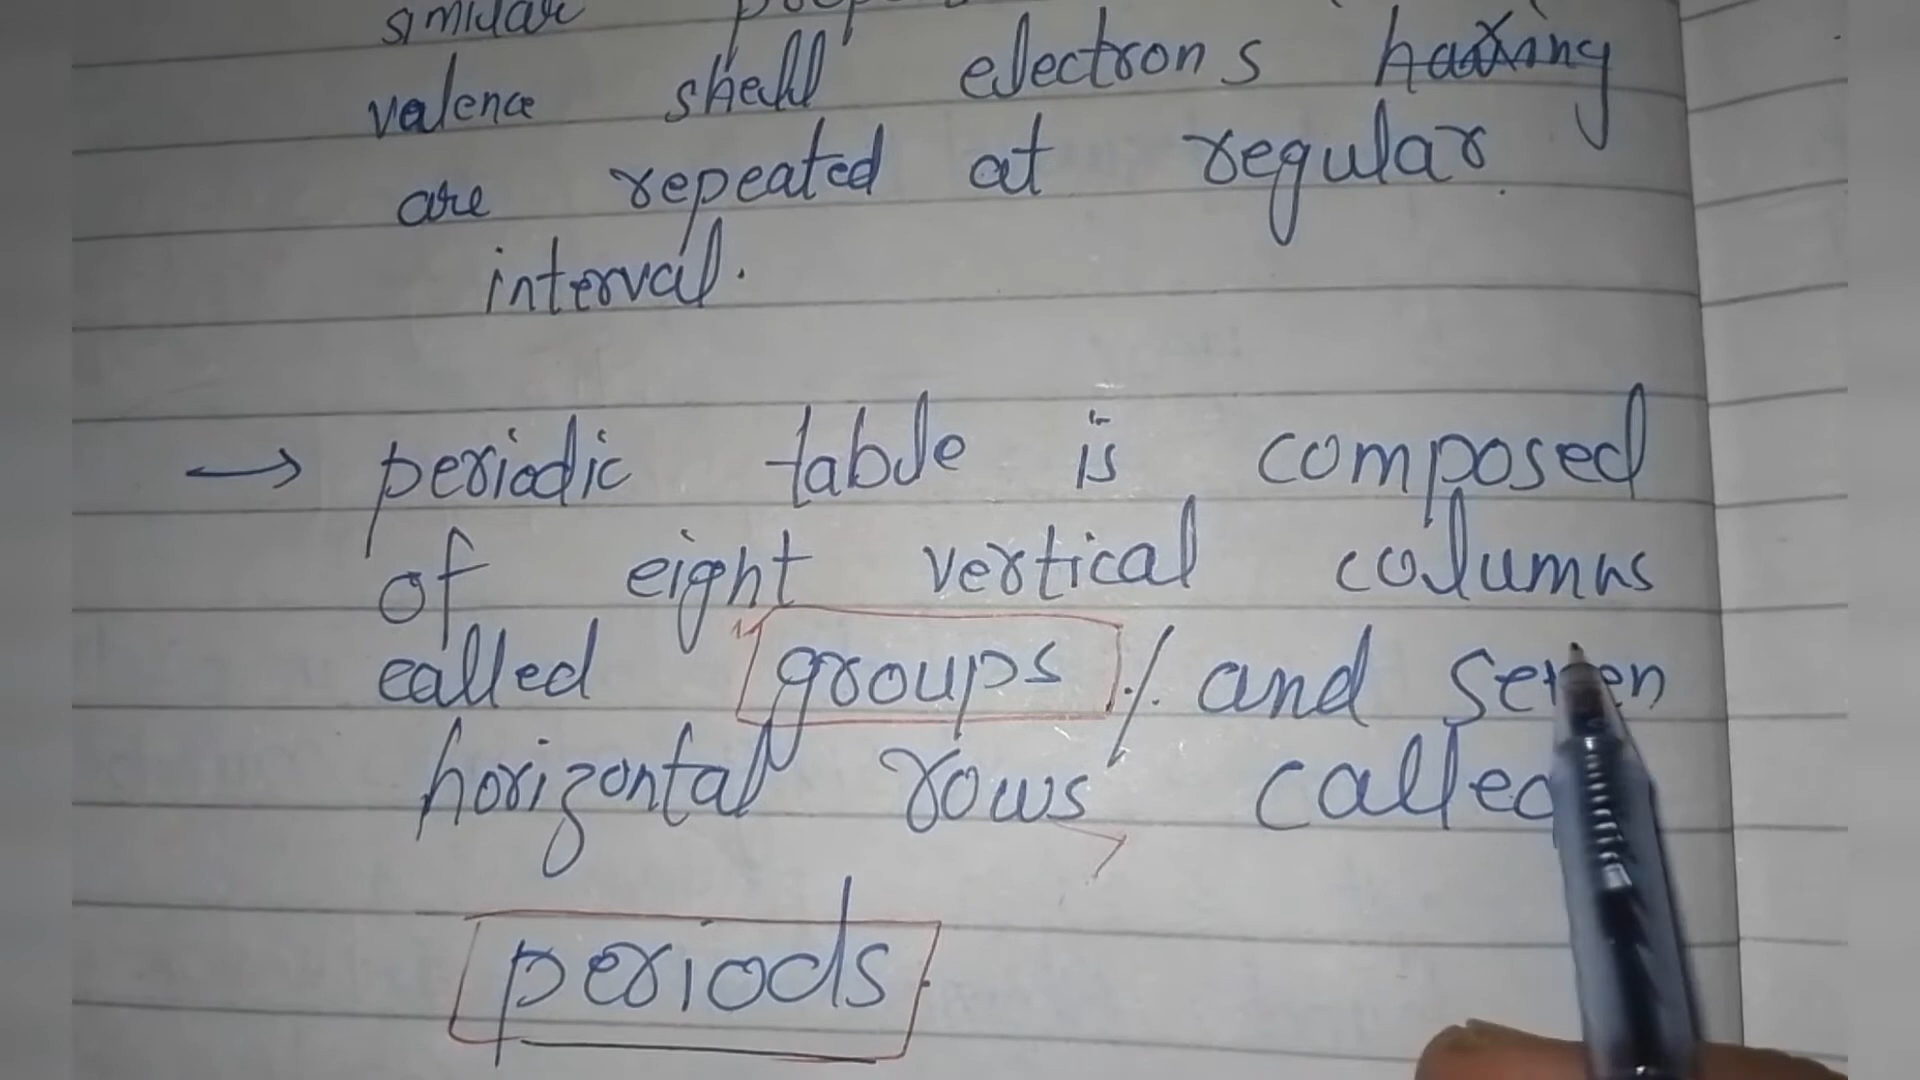 similar
valence shell electrons having
are repeated at regular
interval.
→ periodic table is composed
of eight vertical columns
called groups / and seven
horizontal rows called
periods